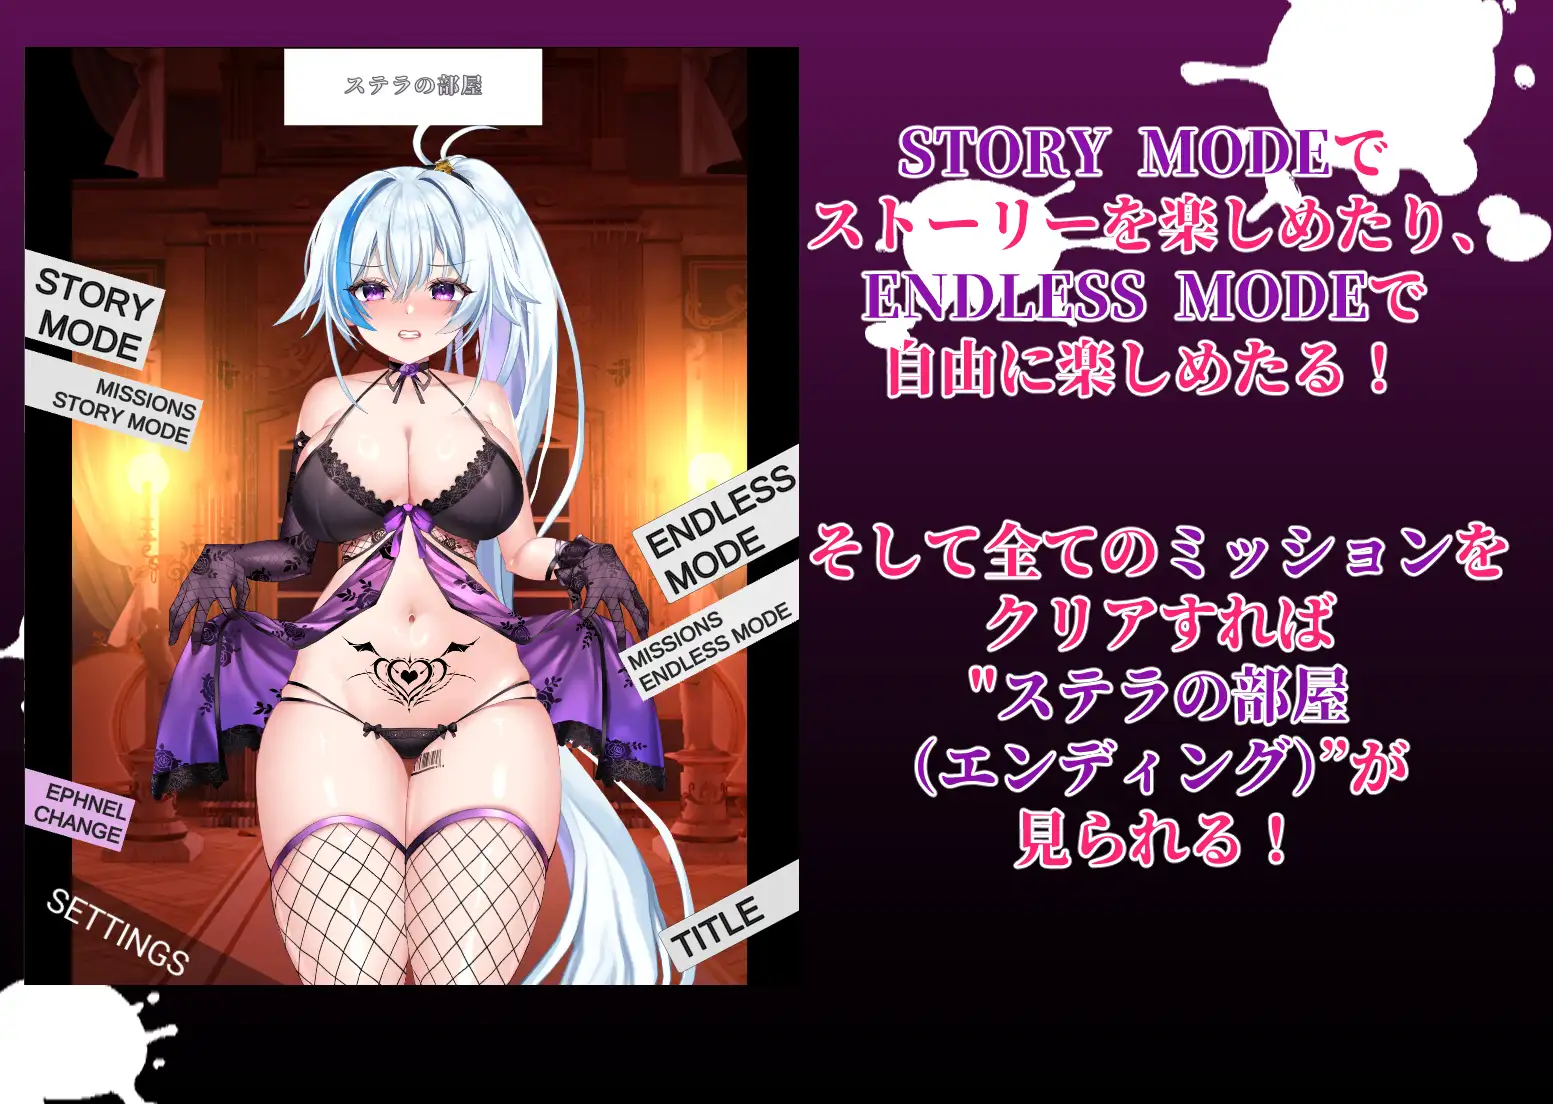 ステラの部屋
STORY
MODE
MISSIONS
STORY MODE
ENDLESS
MODE
MISSIONS
ENDLESS MODE
EPHNEL
CHANGE
SETTINGS
TITLE
STORY MODEで
ストーリーを楽しめたり、
ENDLESS MODEで
自由に楽しめたる！
そして全てのミッションを
クリアすれば
"ステラの部屋
（エンディング）”が
見られる！